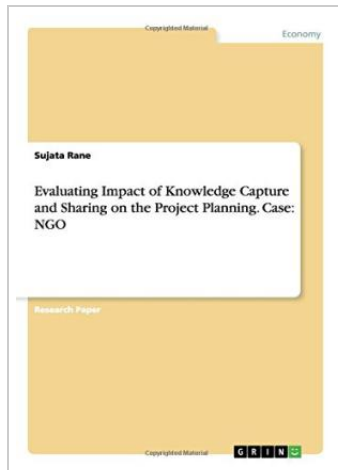 Copyrighted Material
Economy
Sujata Rane
Evaluating Impact of Knowledge Capture
and Sharing on the Project Planning. Case:
NGO
Research Paper
Copyrighted Material
GRIN